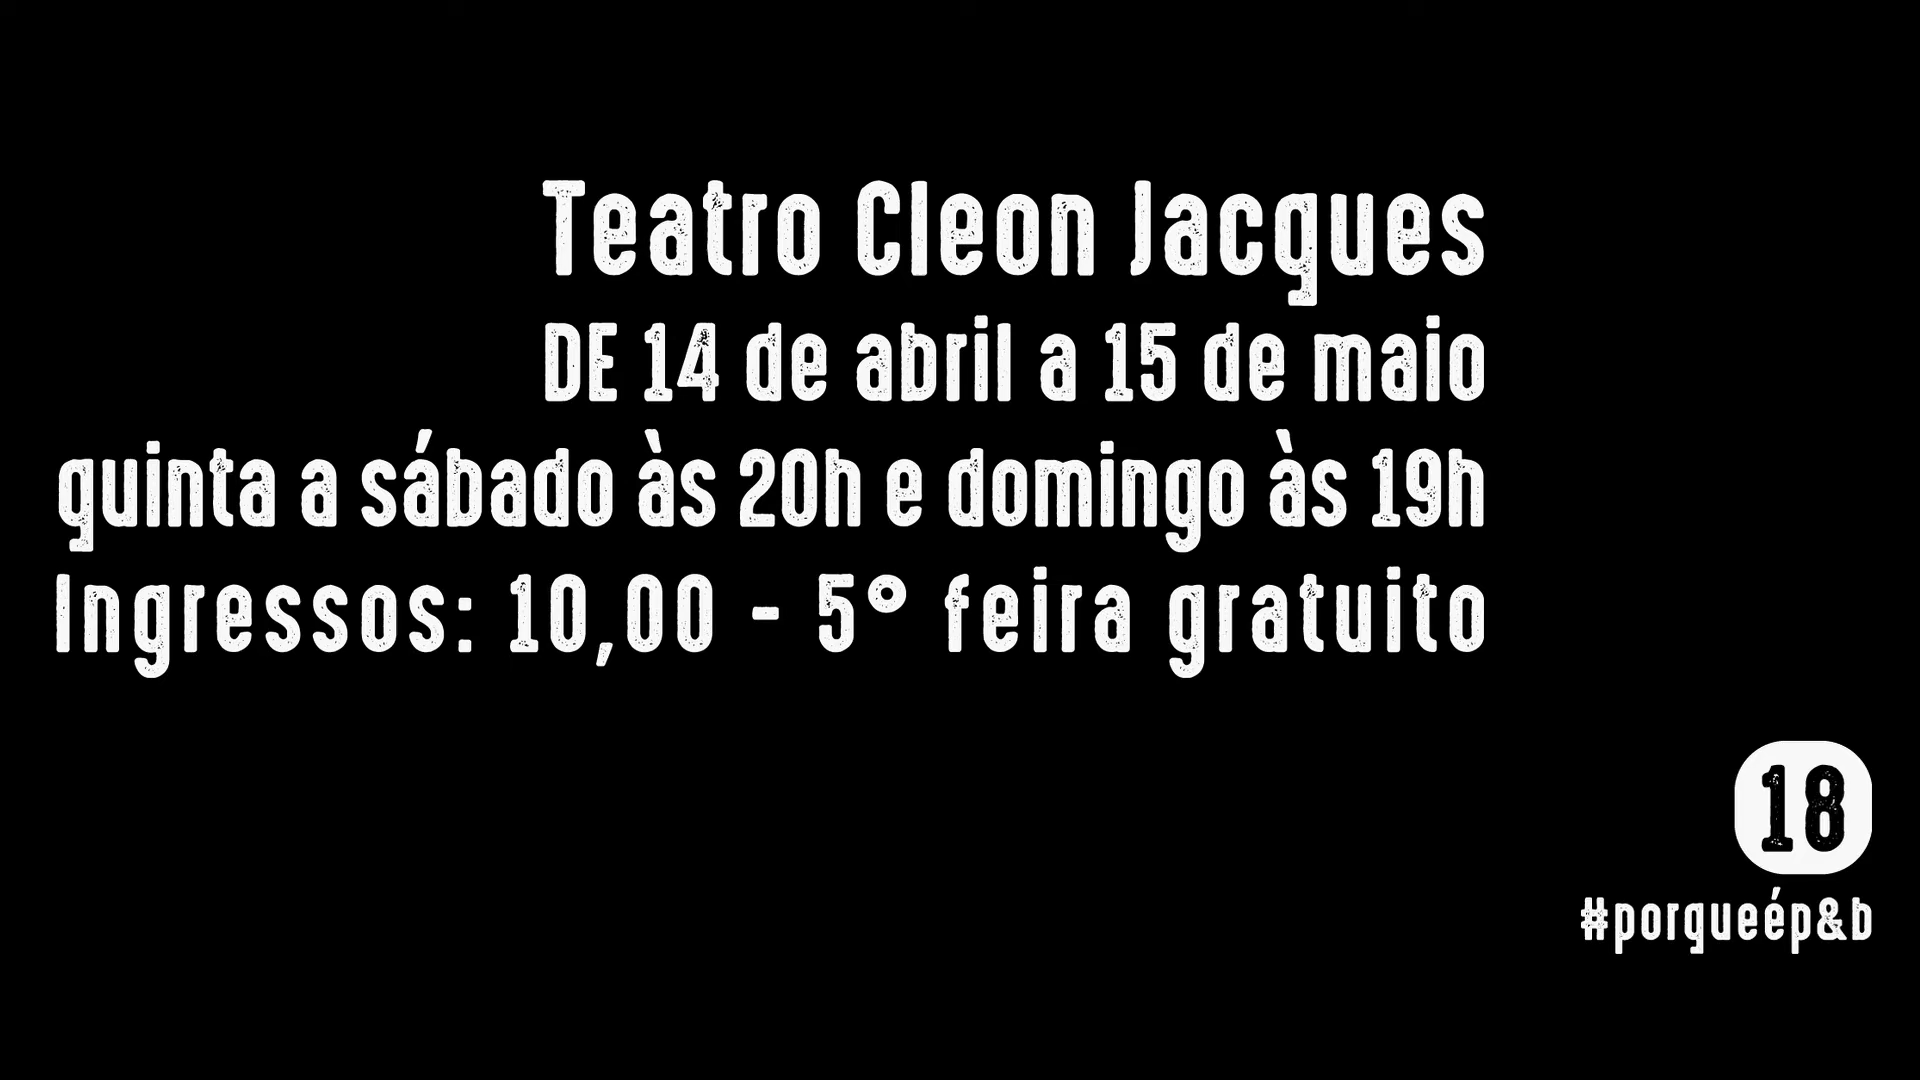 Teatro Cleon Jacques
DE 14 de abril a 15 de maio
quinta a sábado às 20h e domingo às 19h
Ingressos: 10,00 - 5° feira gratuito
18
#porqueép&b